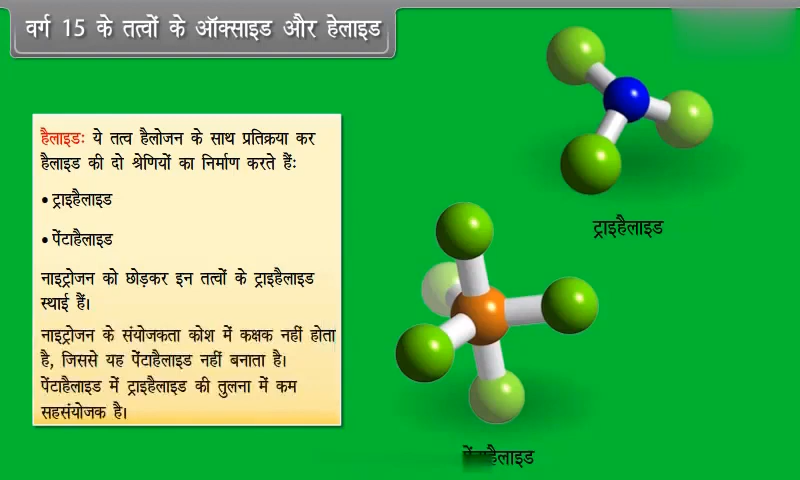 वर्ग 15 के तत्वों के ऑक्साइड और हेलाइड
हैलाइडः ये तत्व हैलोजन के साथ प्रतिक्रया कर
हैलाइड की दो श्रेणियों का निर्माण करते हैंः
• ट्राइहैलाइड
• पेंटाहैलाइड
नाइट्रोजन को छोड़कर इन तत्वों के ट्राइहैलाइड
स्थाई हैं।
नाइट्रोजन के संयोजकता कोश में कक्षक नहीं होता
है, जिससे यह पेंटाहैलाइड नहीं बनाता है।
पेंटाहैलाइड में ट्राइहैलाइड की तुलना में कम
सहसंयोजक है।
ट्राइहैलाइड
पेंटाहैलाइड